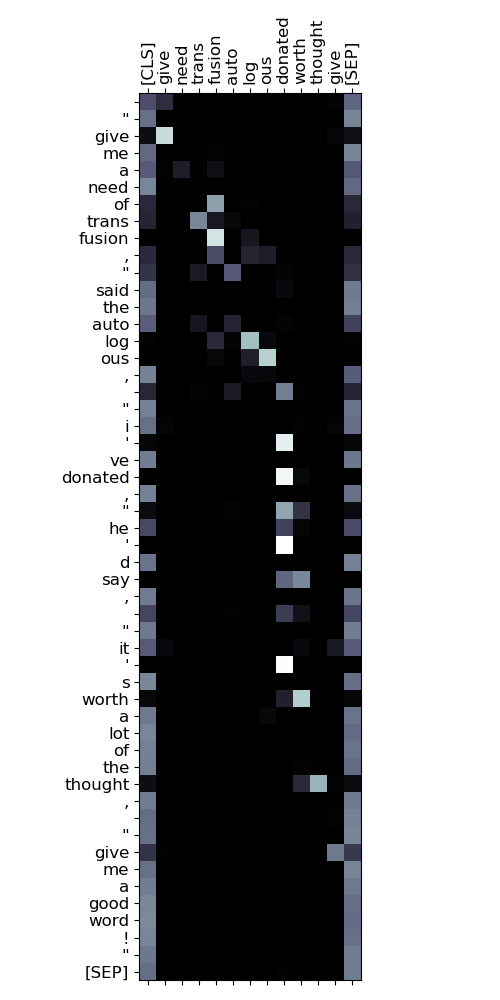 [CLS]
give
need
trans
fusion
auto
log
ous
donated
worth
thought
give
[SEP]
"
give
me
a
need
of
trans
fusion
,
"
said
the
auto
log
ous
,
"
i
'
ve
donated
,
"
he
'
d
say
,
"
it
'
s
worth
a
lot
of
the
thought
,
"
give
me
a
good
word
!
"
[SEP]